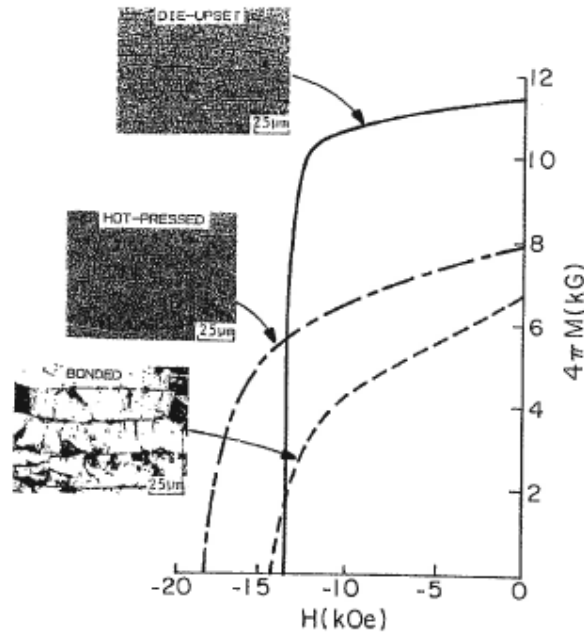 DIE-UPSET
25μm
HOT-PRESSED
25μm
BONDED
25μm
12
10
8
6
4
2
4π M(kG)
-20 -15 -10 -5 0
H(kOe)